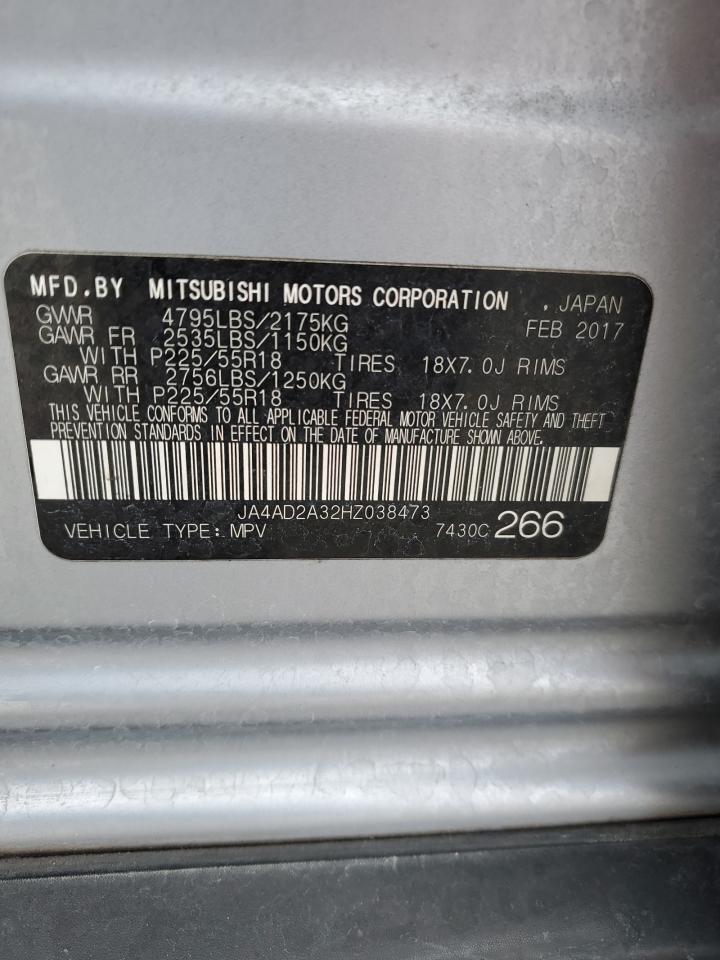 MFD.BY MITSUBISHI MOTORS CORPORATION . JAPAN
GWVR 4795LBS/2175KG FEB 2017
GAWR FR 2535LBS/1150KG
WITH P225/55R18 TIRES 18X7.0J RIMS
GAWR RR 2756LBS/1250KG
WITH P225/55R18 TIRES 18X7.0J RIMS
THIS VEHICLE CONFORMS TO ALL APPLICABLE FEDERAL MOTOR VEHICLE SAFETY AND THEFT
PREVENTION STANDARDS IN EFFECT ON THE DATE OF MANUFACTURE SHOWN ABOVE.
JA4AD2A32HZ038473
VEHICLE TYPE: MPV 7430C 266